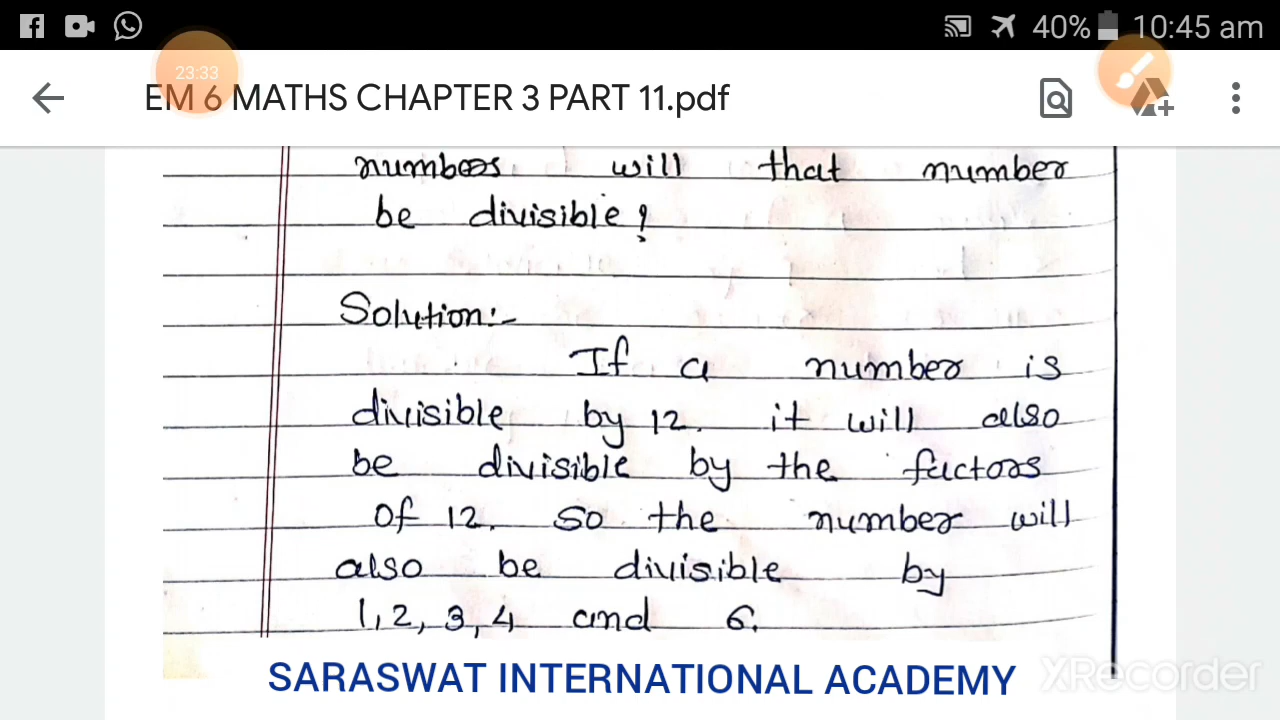 40% 10:45 am
23:33
EM 6 MATHS CHAPTER 3 PART 11.pdf
numbers will that number
be divisible?
Solution:-
If a number is
divisible by 12. it will also
be divisible by the factors
of 12. So the number will
also be divisible by
1, 2, 3, 4 and 6.
SARASWAT INTERNATIONAL ACADEMY
XRecorder